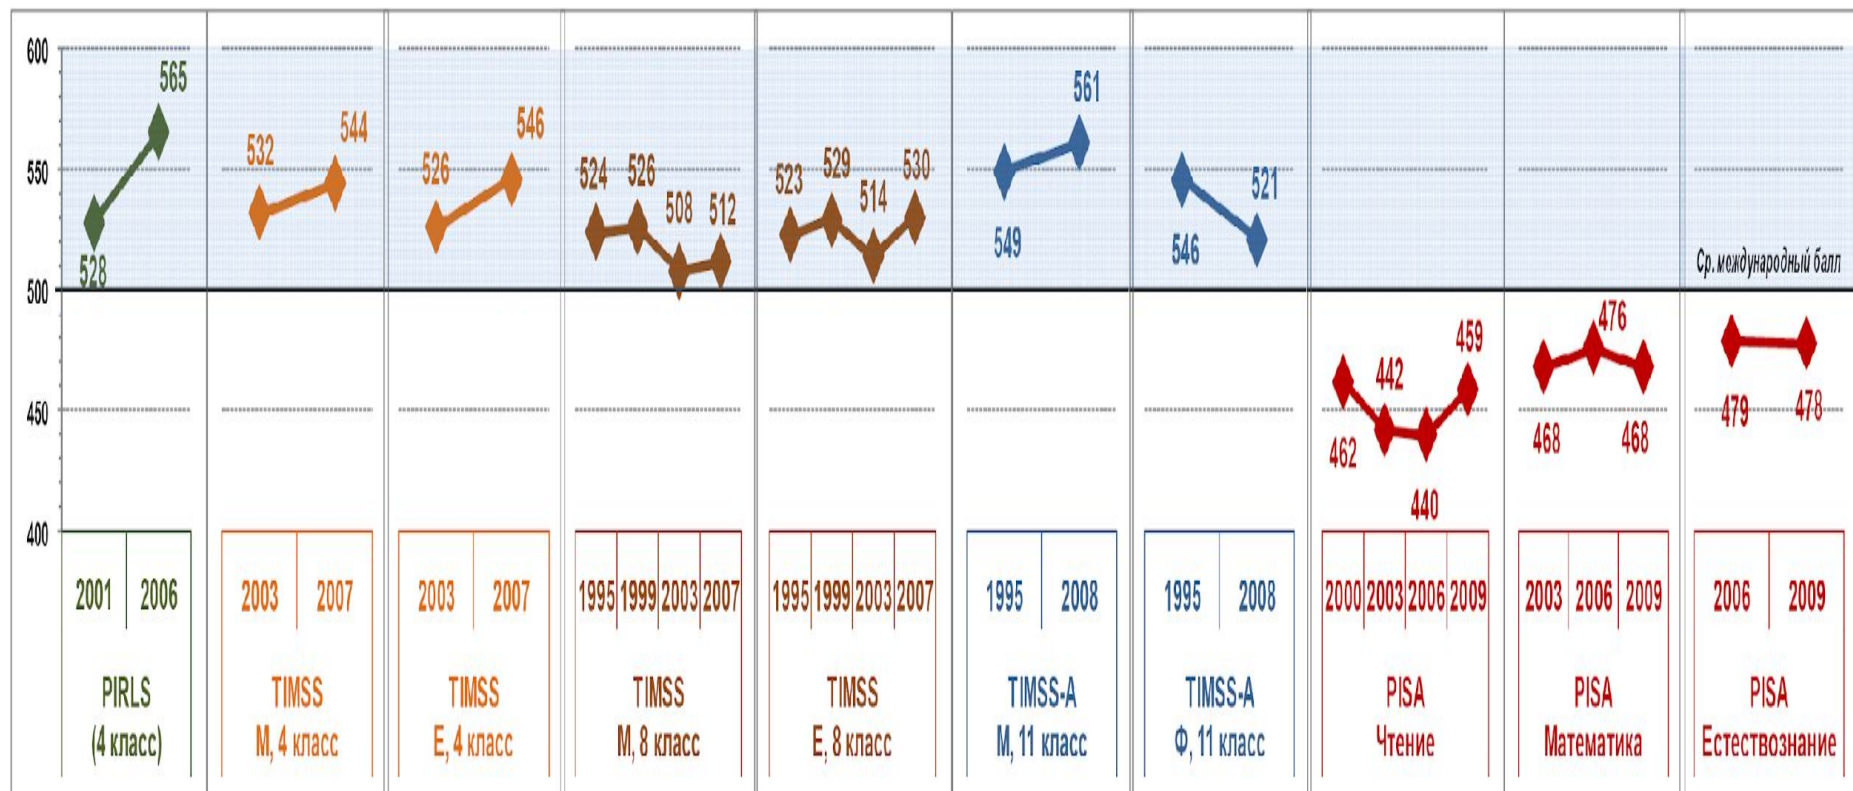 600
550
500
450
400
528
565
532
544
526
546
524
526
508
512
523
529
514
530
549
561
546
521
Ср. международный балл
462
442
440
459
468
476
468
479
478
2001 2006
PIRLS
(4 класс)
2003 2007
TIMSS
М, 4 класс
2003 2007
TIMSS
Е, 4 класс
1995 1999 2003 2007
TIMSS
М, 8 класс
1995 1999 2003 2007
TIMSS
Е, 8 класс
1995 2008
TIMSS-A
М, 11 класс
1995 2008
TIMSS-A
Ф, 11 класс
2000 2003 2006 2009
PISA
Чтение
2003 2006 2009
PISA
Математика
2006 2009
PISA
Естествознание